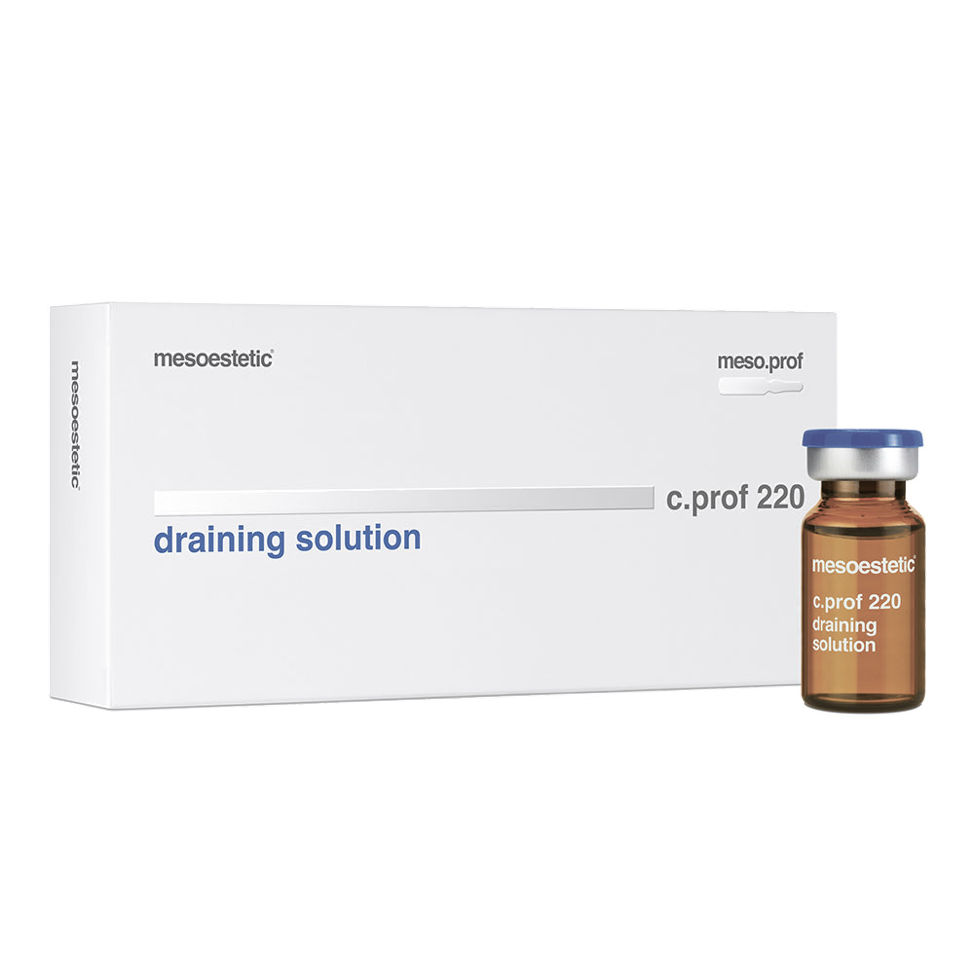 mesoestetic®
mesoestetic®
meso.prof
c.prof 220
draining solution
mesoestetic®
c.prof 220
draining
solution